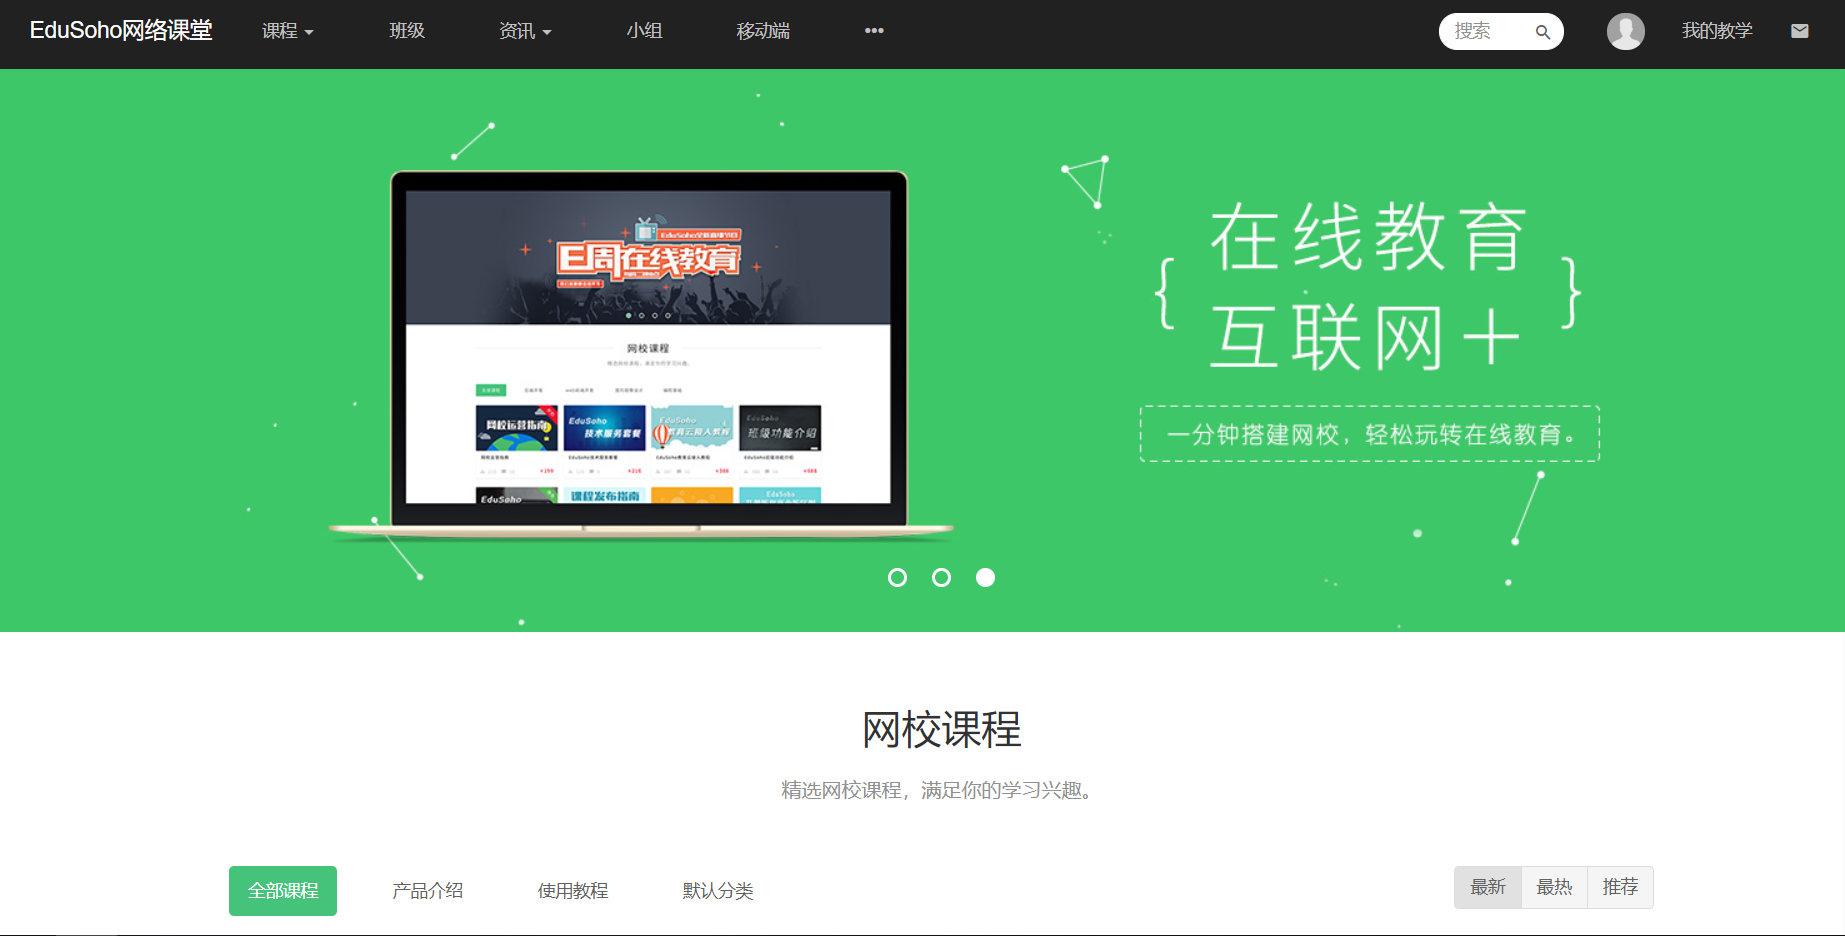 EduSoho网络课堂 课程 班级 资讯 小组 移动端 ••• 搜索 我的教学
EduSoho全新直播节目
E周在线教育
网校课程
网校运营指南
EduSoho
技术服务套餐
EduSoho
教育云接入教程
EduSoho
班级功能介绍
EduSoho
课程发布指南
EduSoho
在线教育
互联网＋
一分钟搭建网校，轻松玩转在线教育。
网校课程
精选网校课程，满足你的学习兴趣。
全部课程 产品介绍 使用教程 默认分类 最新 最热 推荐